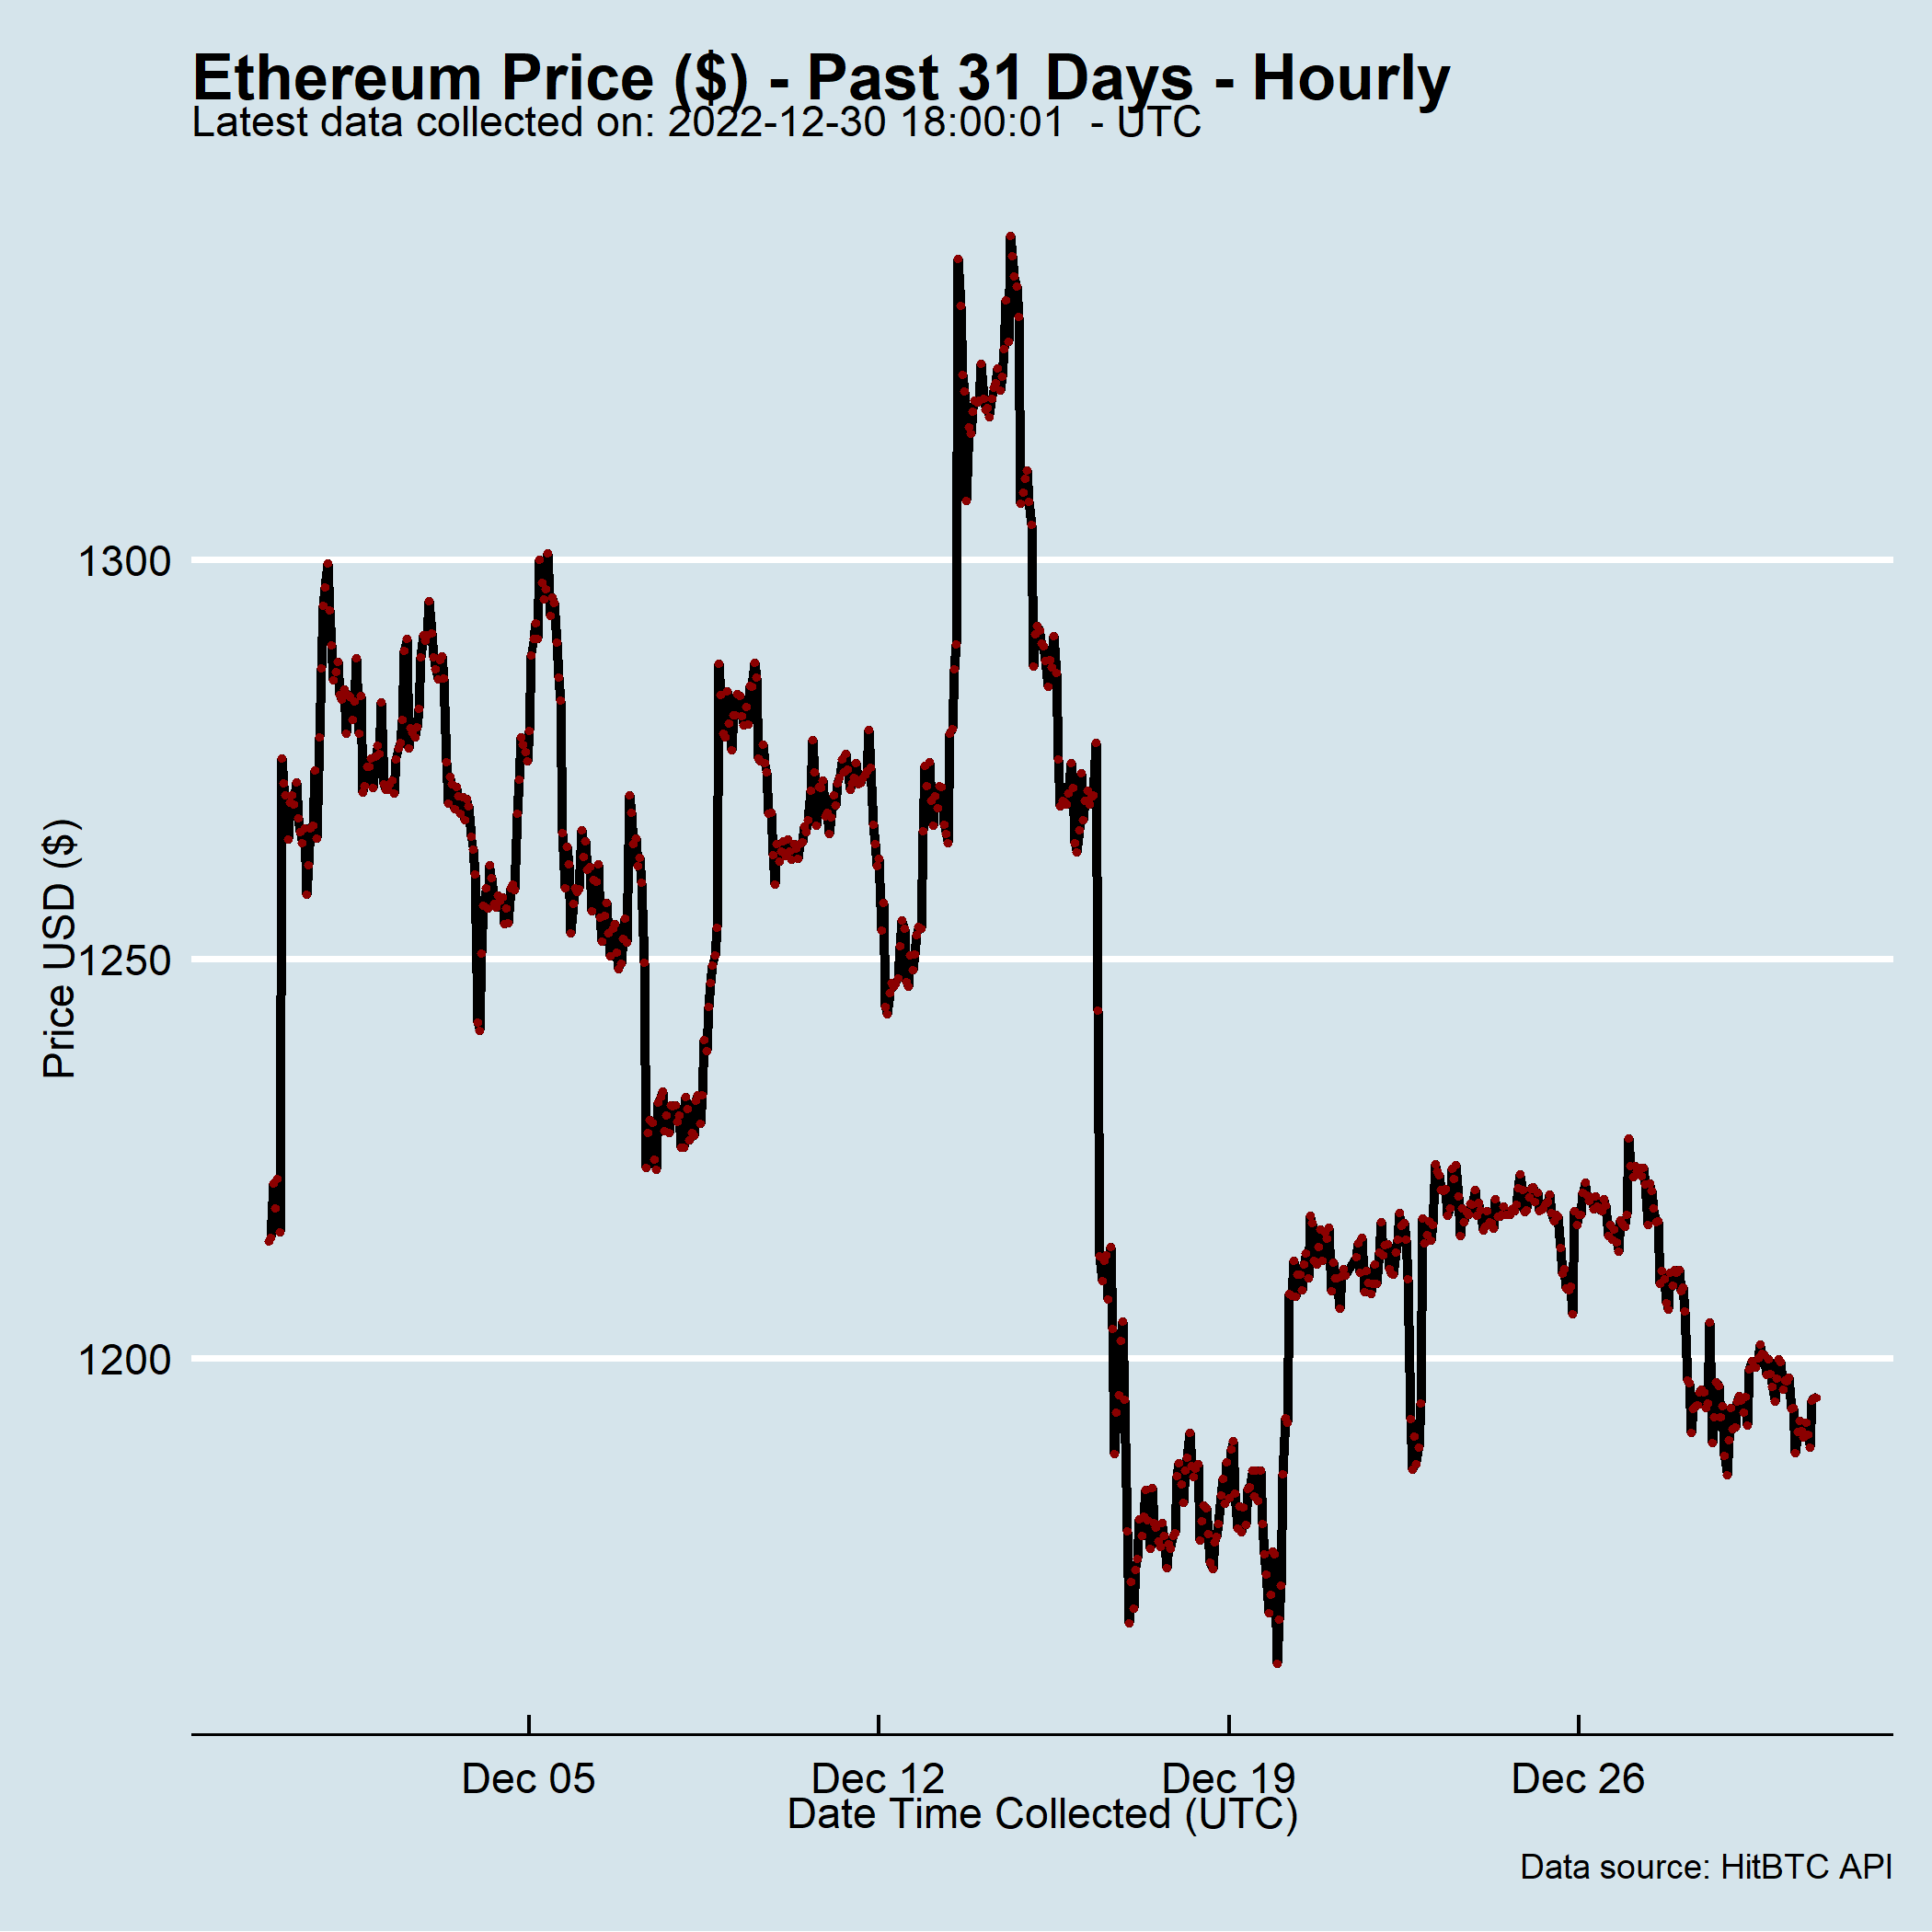 Ethereum Price ($) - Past 31 Days - Hourly
Latest data collected on: 2022-12-30 18:00:01  - UTC
Price USD ($)
1300
1250
1200
Dec 05
Dec 12
Dec 19
Dec 26
Date Time Collected (UTC)
Data source: HitBTC API